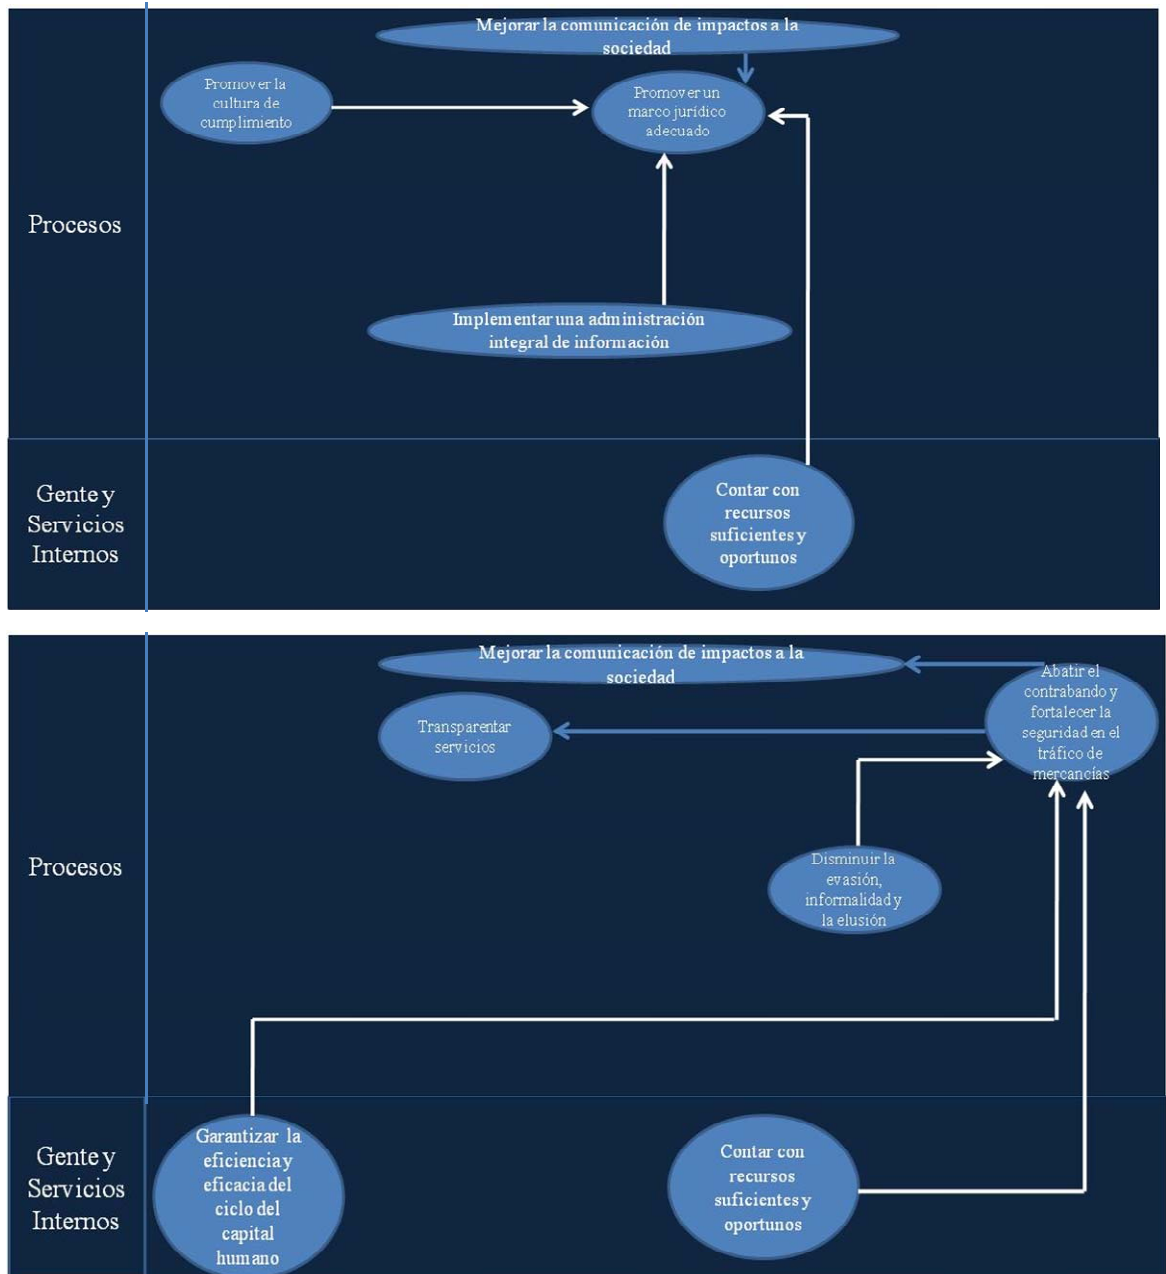 Mejorar la comunicación de impactos a la
sociedad
Promover la
cultura de
cumplimiento
Promover un
marco jurídico
adecuado
Procesos
Implementar una administración
integral de información
Gente y
Servicios
Internos
Contar con
recursos
suficientes y
oportunos
Mejorar la comunicación de impactos a la
sociedad
Abatir el
contrabando y
fortalecer la
seguridad en el
tráfico de
mercancías
Transparentar
servicios
Procesos
Disminuir la
evasión,
informalidad y
la elusión
Gente y
Servicios
Internos
Garantizar la
eficiencia y
eficacia del
ciclo del
capital
humano
Contar con
recursos
suficientes y
oportunos